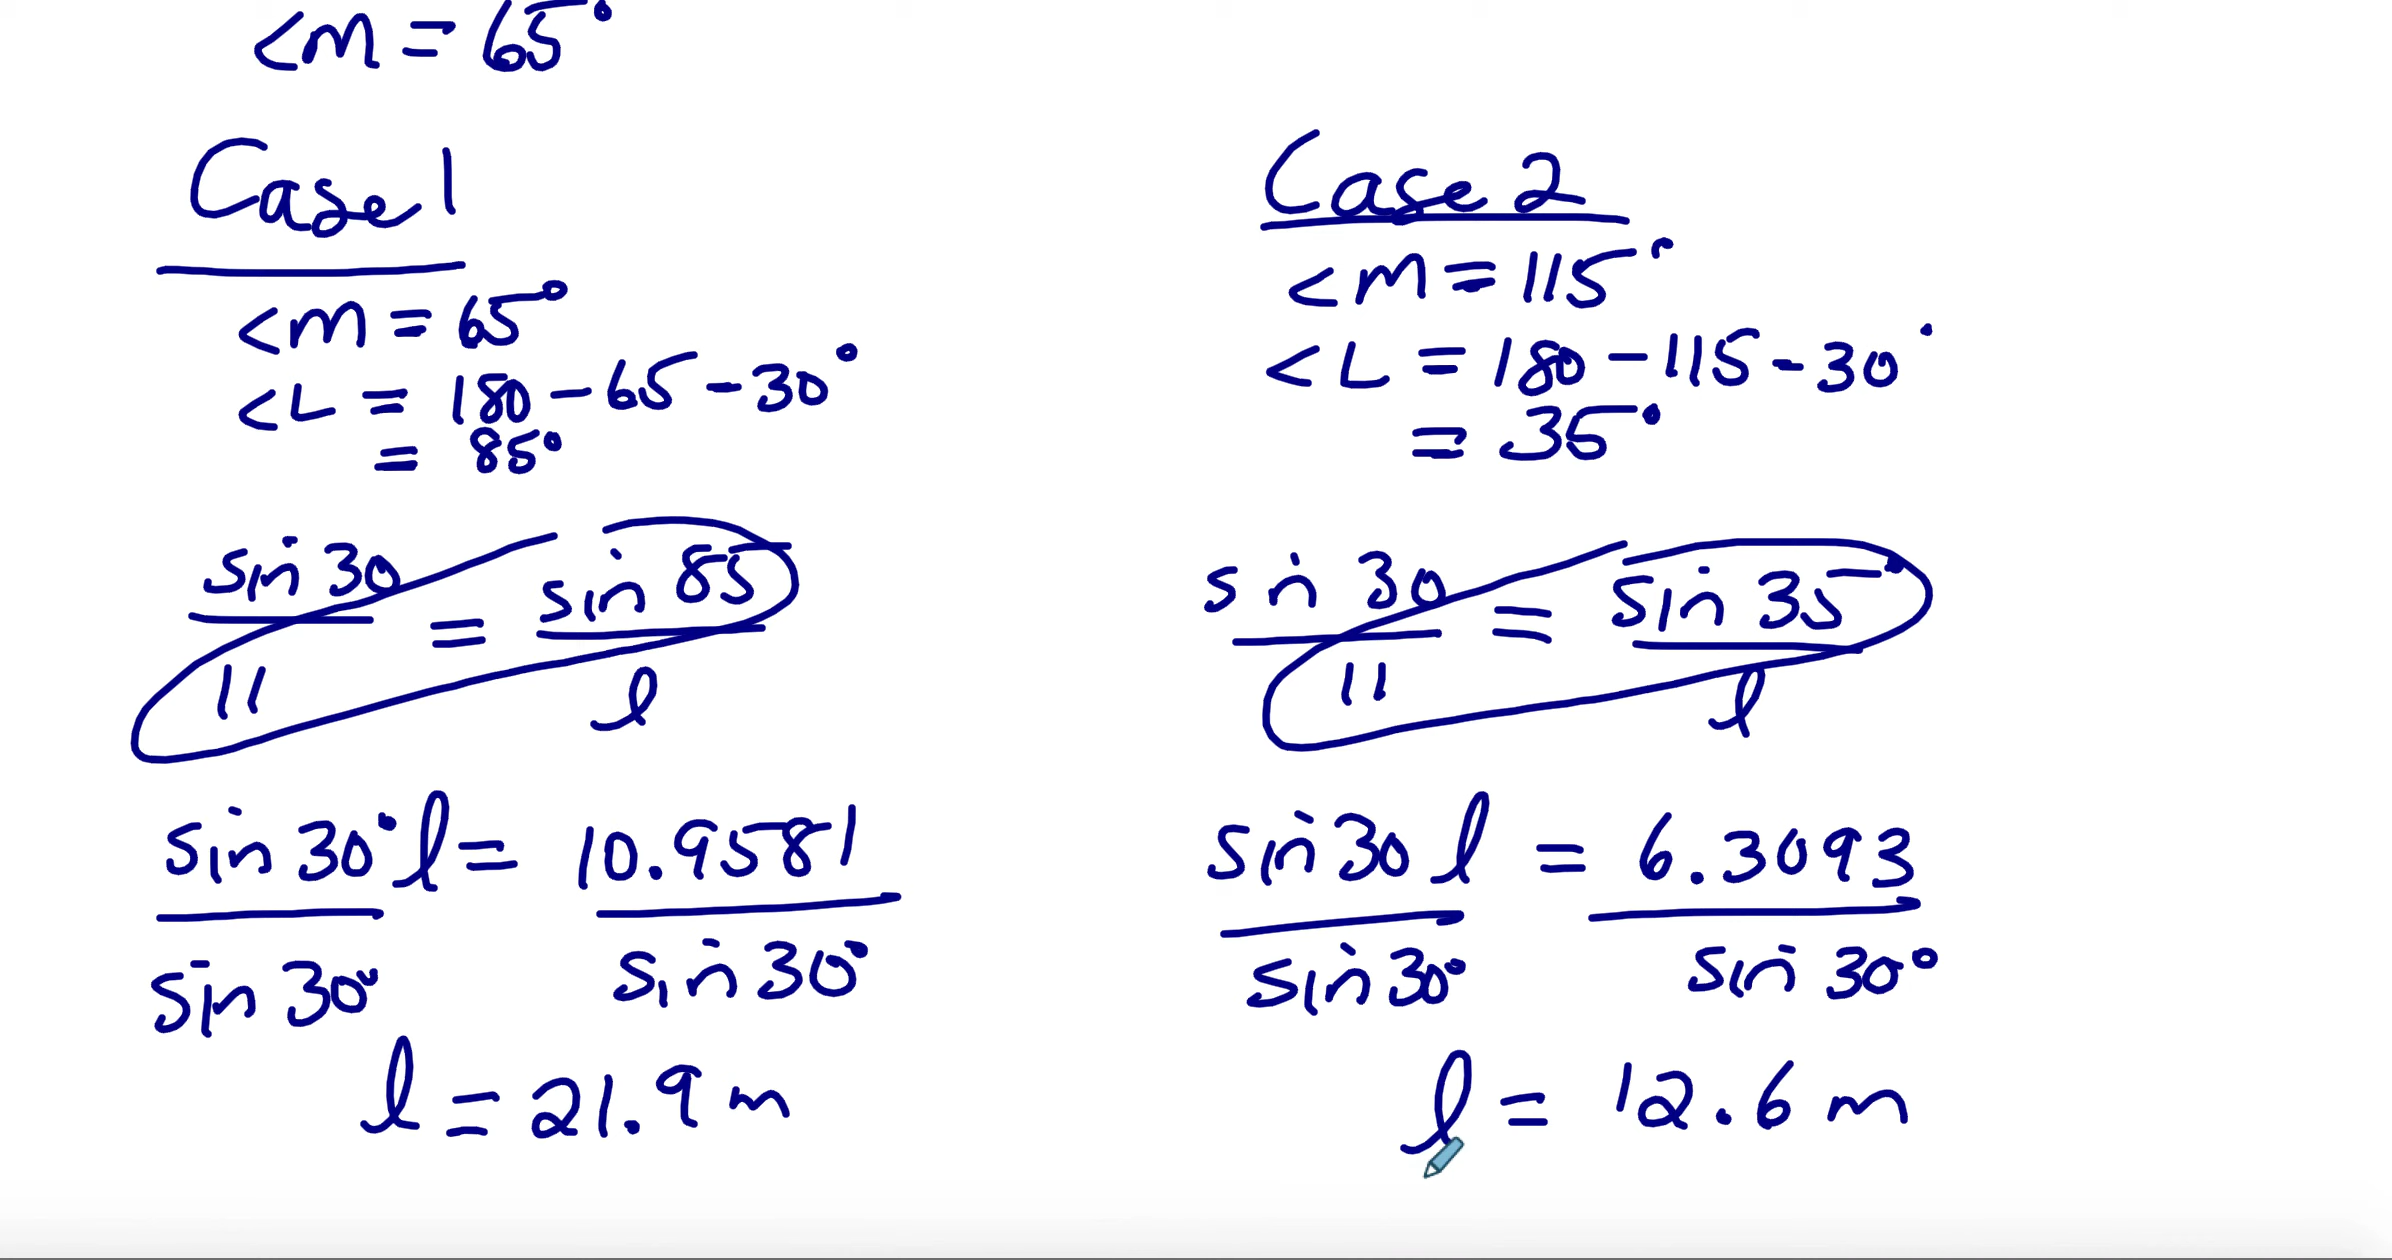 <M = 65°
Case 1
<M = 65°
<L = 180 - 65 - 30°
= 85°
sin 30 = sin 85
11 l
sin 30° l = 10.9581
sin 30° sin 30°
l = 21.9 m
Case 2
<M = 115°
<L = 180 - 115 - 30°
= 35°
sin 30 = sin 35°
11 l
sin 30 l = 6.3093
sin 30° sin 30°
l = 12.6 m